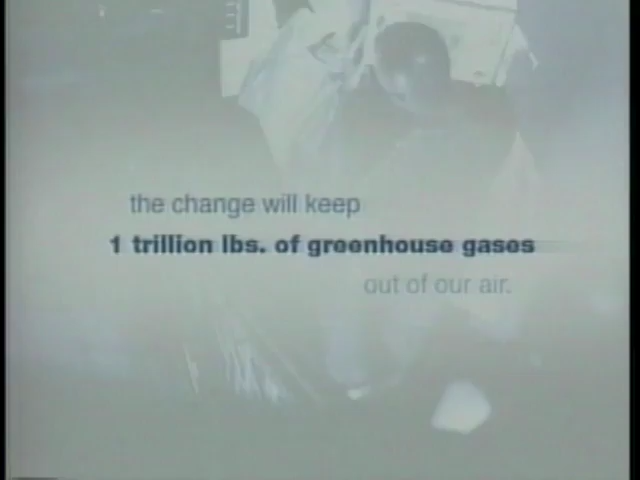 the change will keep
1 trillion lbs. of greenhouse gases
out of our air.